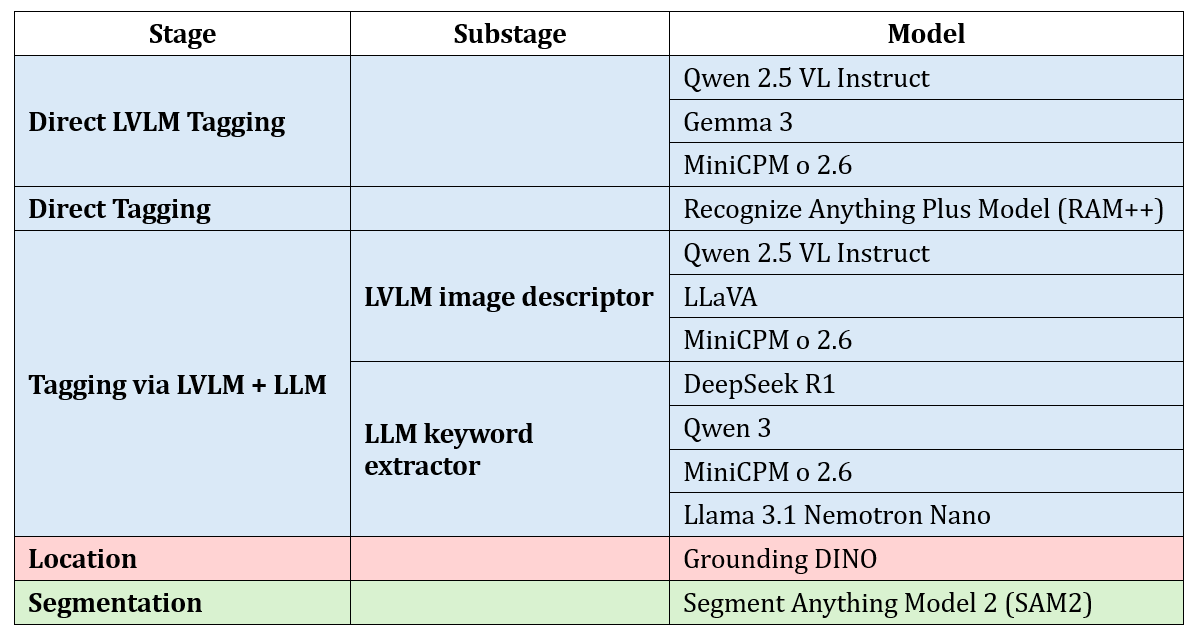 Stage Substage Model
Direct LVLM Tagging
Qwen 2.5 VL Instruct
Gemma 3
MiniCPM o 2.6
Direct Tagging Recognize Anything Plus Model (RAM++)
Tagging via LVLM + LLM
LVLM image descriptor
Qwen 2.5 VL Instruct
LLaVA
MiniCPM o 2.6
LLM keyword
extractor
DeepSeek R1
Qwen 3
MiniCPM o 2.6
Llama 3.1 Nemotron Nano
Location Grounding DINO
Segmentation Segment Anything Model 2 (SAM2)